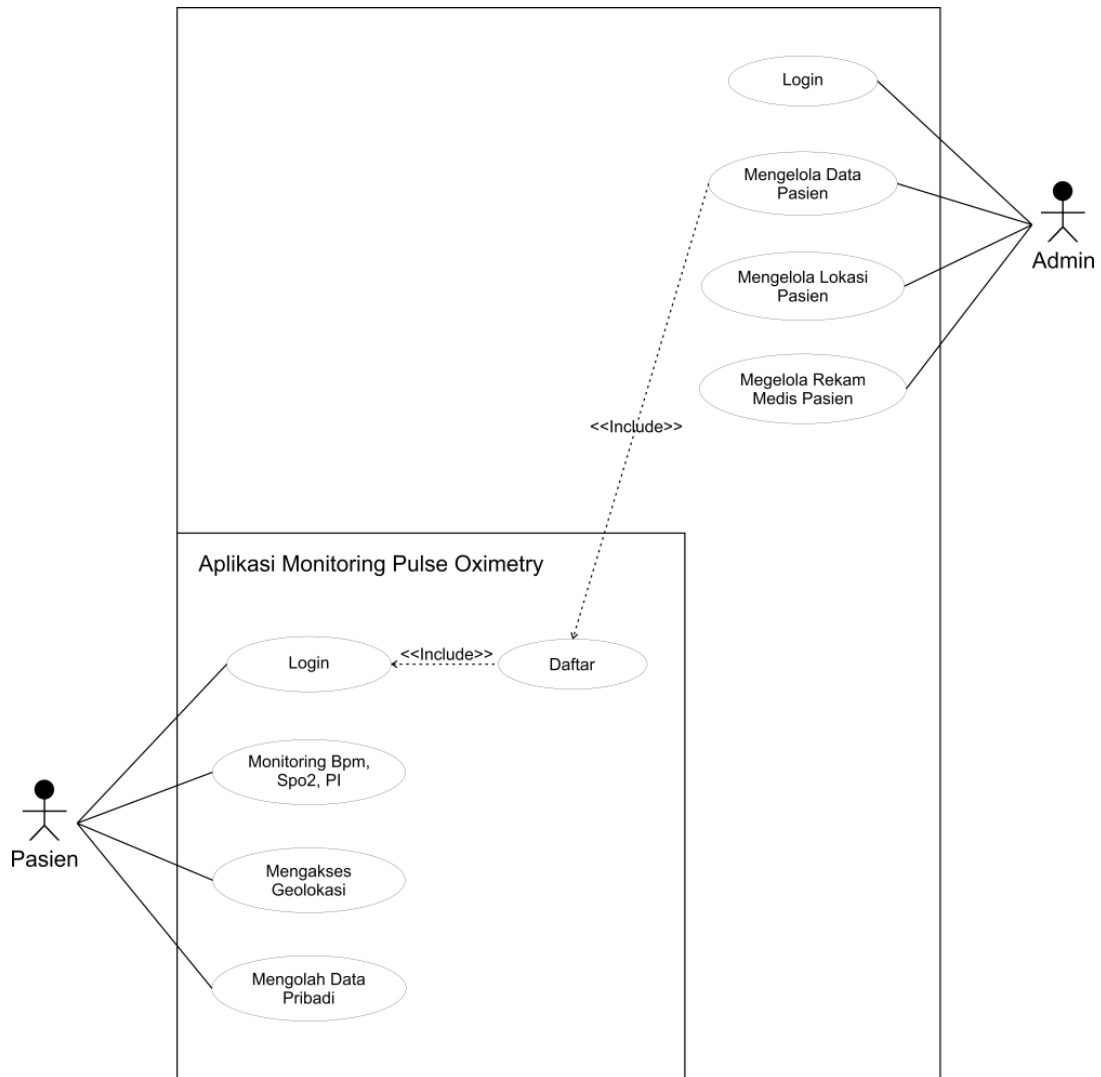 Login
Mengelola Data
Pasien
Admin
Mengelola Lokasi
Pasien
Megelola Rekam
Medis Pasien
<<Include>>
Aplikasi Monitoring Pulse Oximetry
Login
<<Include>>
Daftar
Monitoring Bpm,
Spo2, PI
Pasien
Mengakses
Geolokasi
Mengolah Data
Pribadi